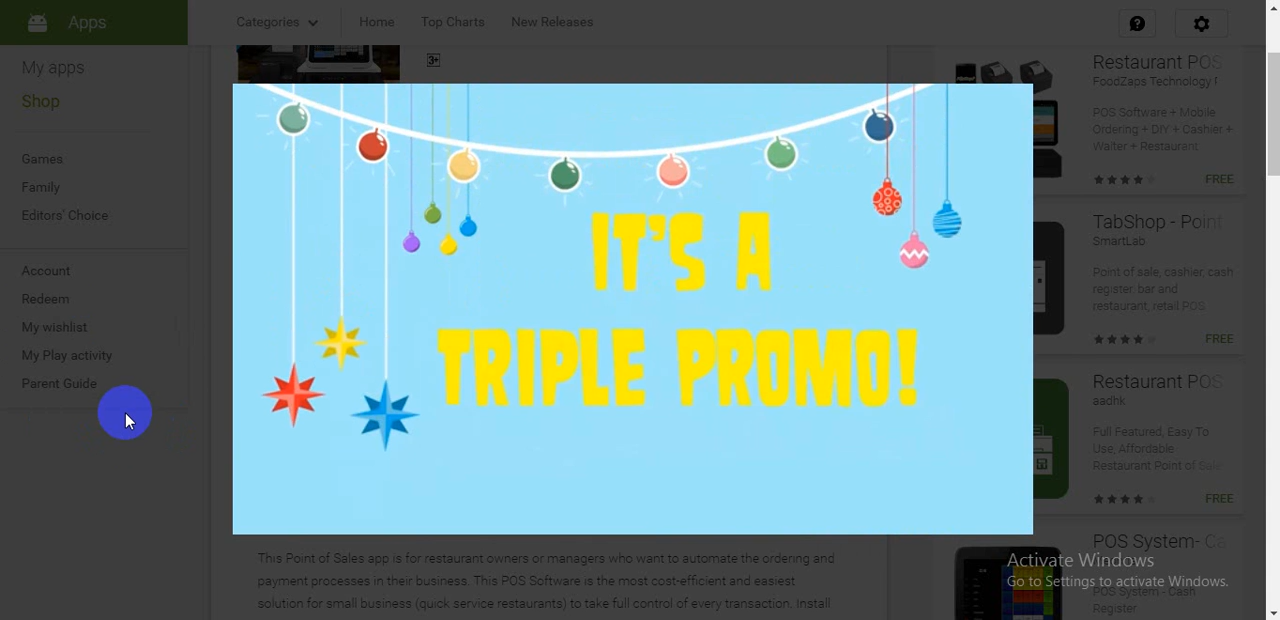 Apps
Categories
Home
Top Charts
New Releases
My apps
Shop
Games
Family
Editors' Choice
Account
Redeem
My wishlist
My Play activity
Parent Guide
3+
IT'S A
TRIPLE PROMO!
This Point of Sales app is for restaurant owners or managers who want to automate the ordering and
payment processes in their business. This POS Software is the most cost-efficient and easiest
solution for small business (quick service restaurants) to take full control of every transaction. Install
Restaurant POS
FoodZaps Technology
POS Software + Mobile
Ordering + DIY + Cashier +
Waiter + Restaurant
FREE
TabShop - Point
SmartLab
Point of sale, cashier, cash
register, bar and
restaurant, retail POS
FREE
Restaurant POS
aadhk
Full Featured, Easy To
Use, Affordable
Restaurant Point of Sale
FREE
POS System- Ca
POS System - Cash
Register
Activate Windows
Go to Settings to activate Windows.